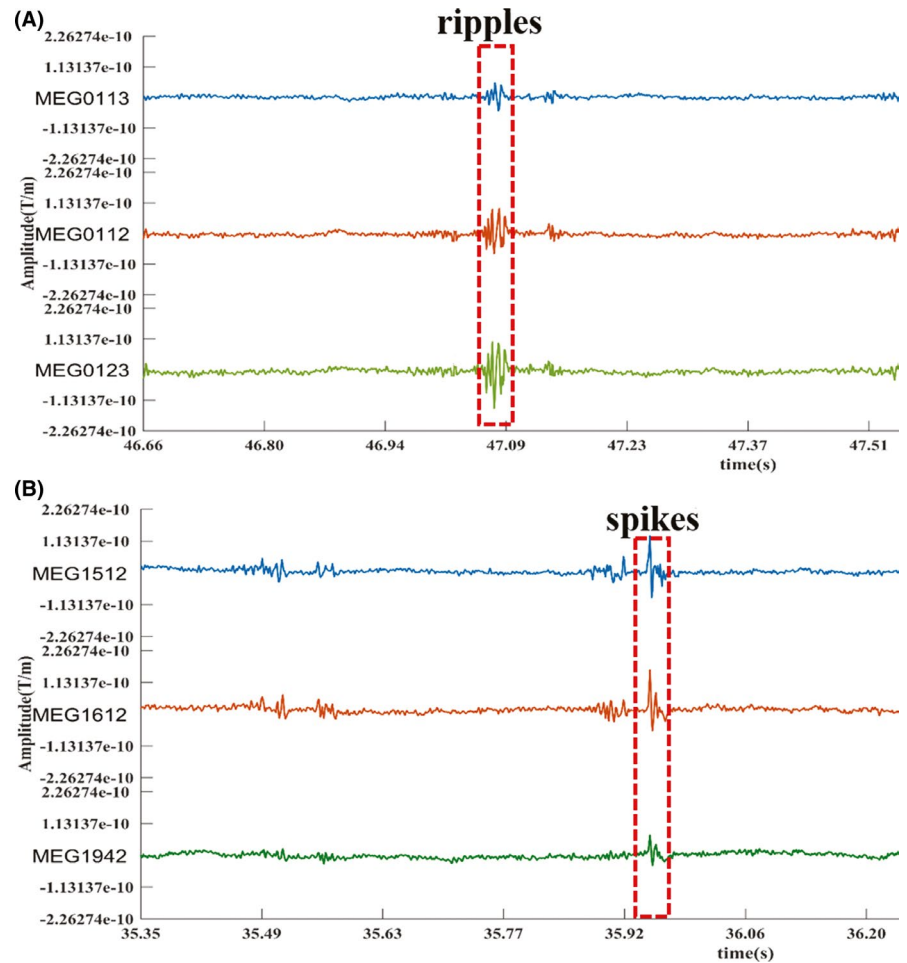 (A)
ripples
2.26274e-10
1.13137e-10
MEG0113
-1.13137e-10
-2.26274e-10
2.26274e-10
1.13137e-10
MEG0112
-1.13137e-10
-2.26274e-10
2.26274e-10
1.13137e-10
MEG0123
-1.13137e-10
-2.26274e-10
Amplitude(T/m)
46.66 46.80 46.94 47.09 47.23 47.37 47.51
time(s)
(B)
spikes
2.26274e-10
1.13137e-10
MEG1512
-1.13137e-10
-2.26274e-10
2.26274e-10
1.13137e-10
MEG1612
-1.13137e-10
-2.26274e-10
2.26274e-10
1.13137e-10
MEG1942
-1.13137e-10
-2.26274e-10
Amplitude(T/m)
35.35 35.49 35.63 35.77 35.92 36.06 36.20
time(s)